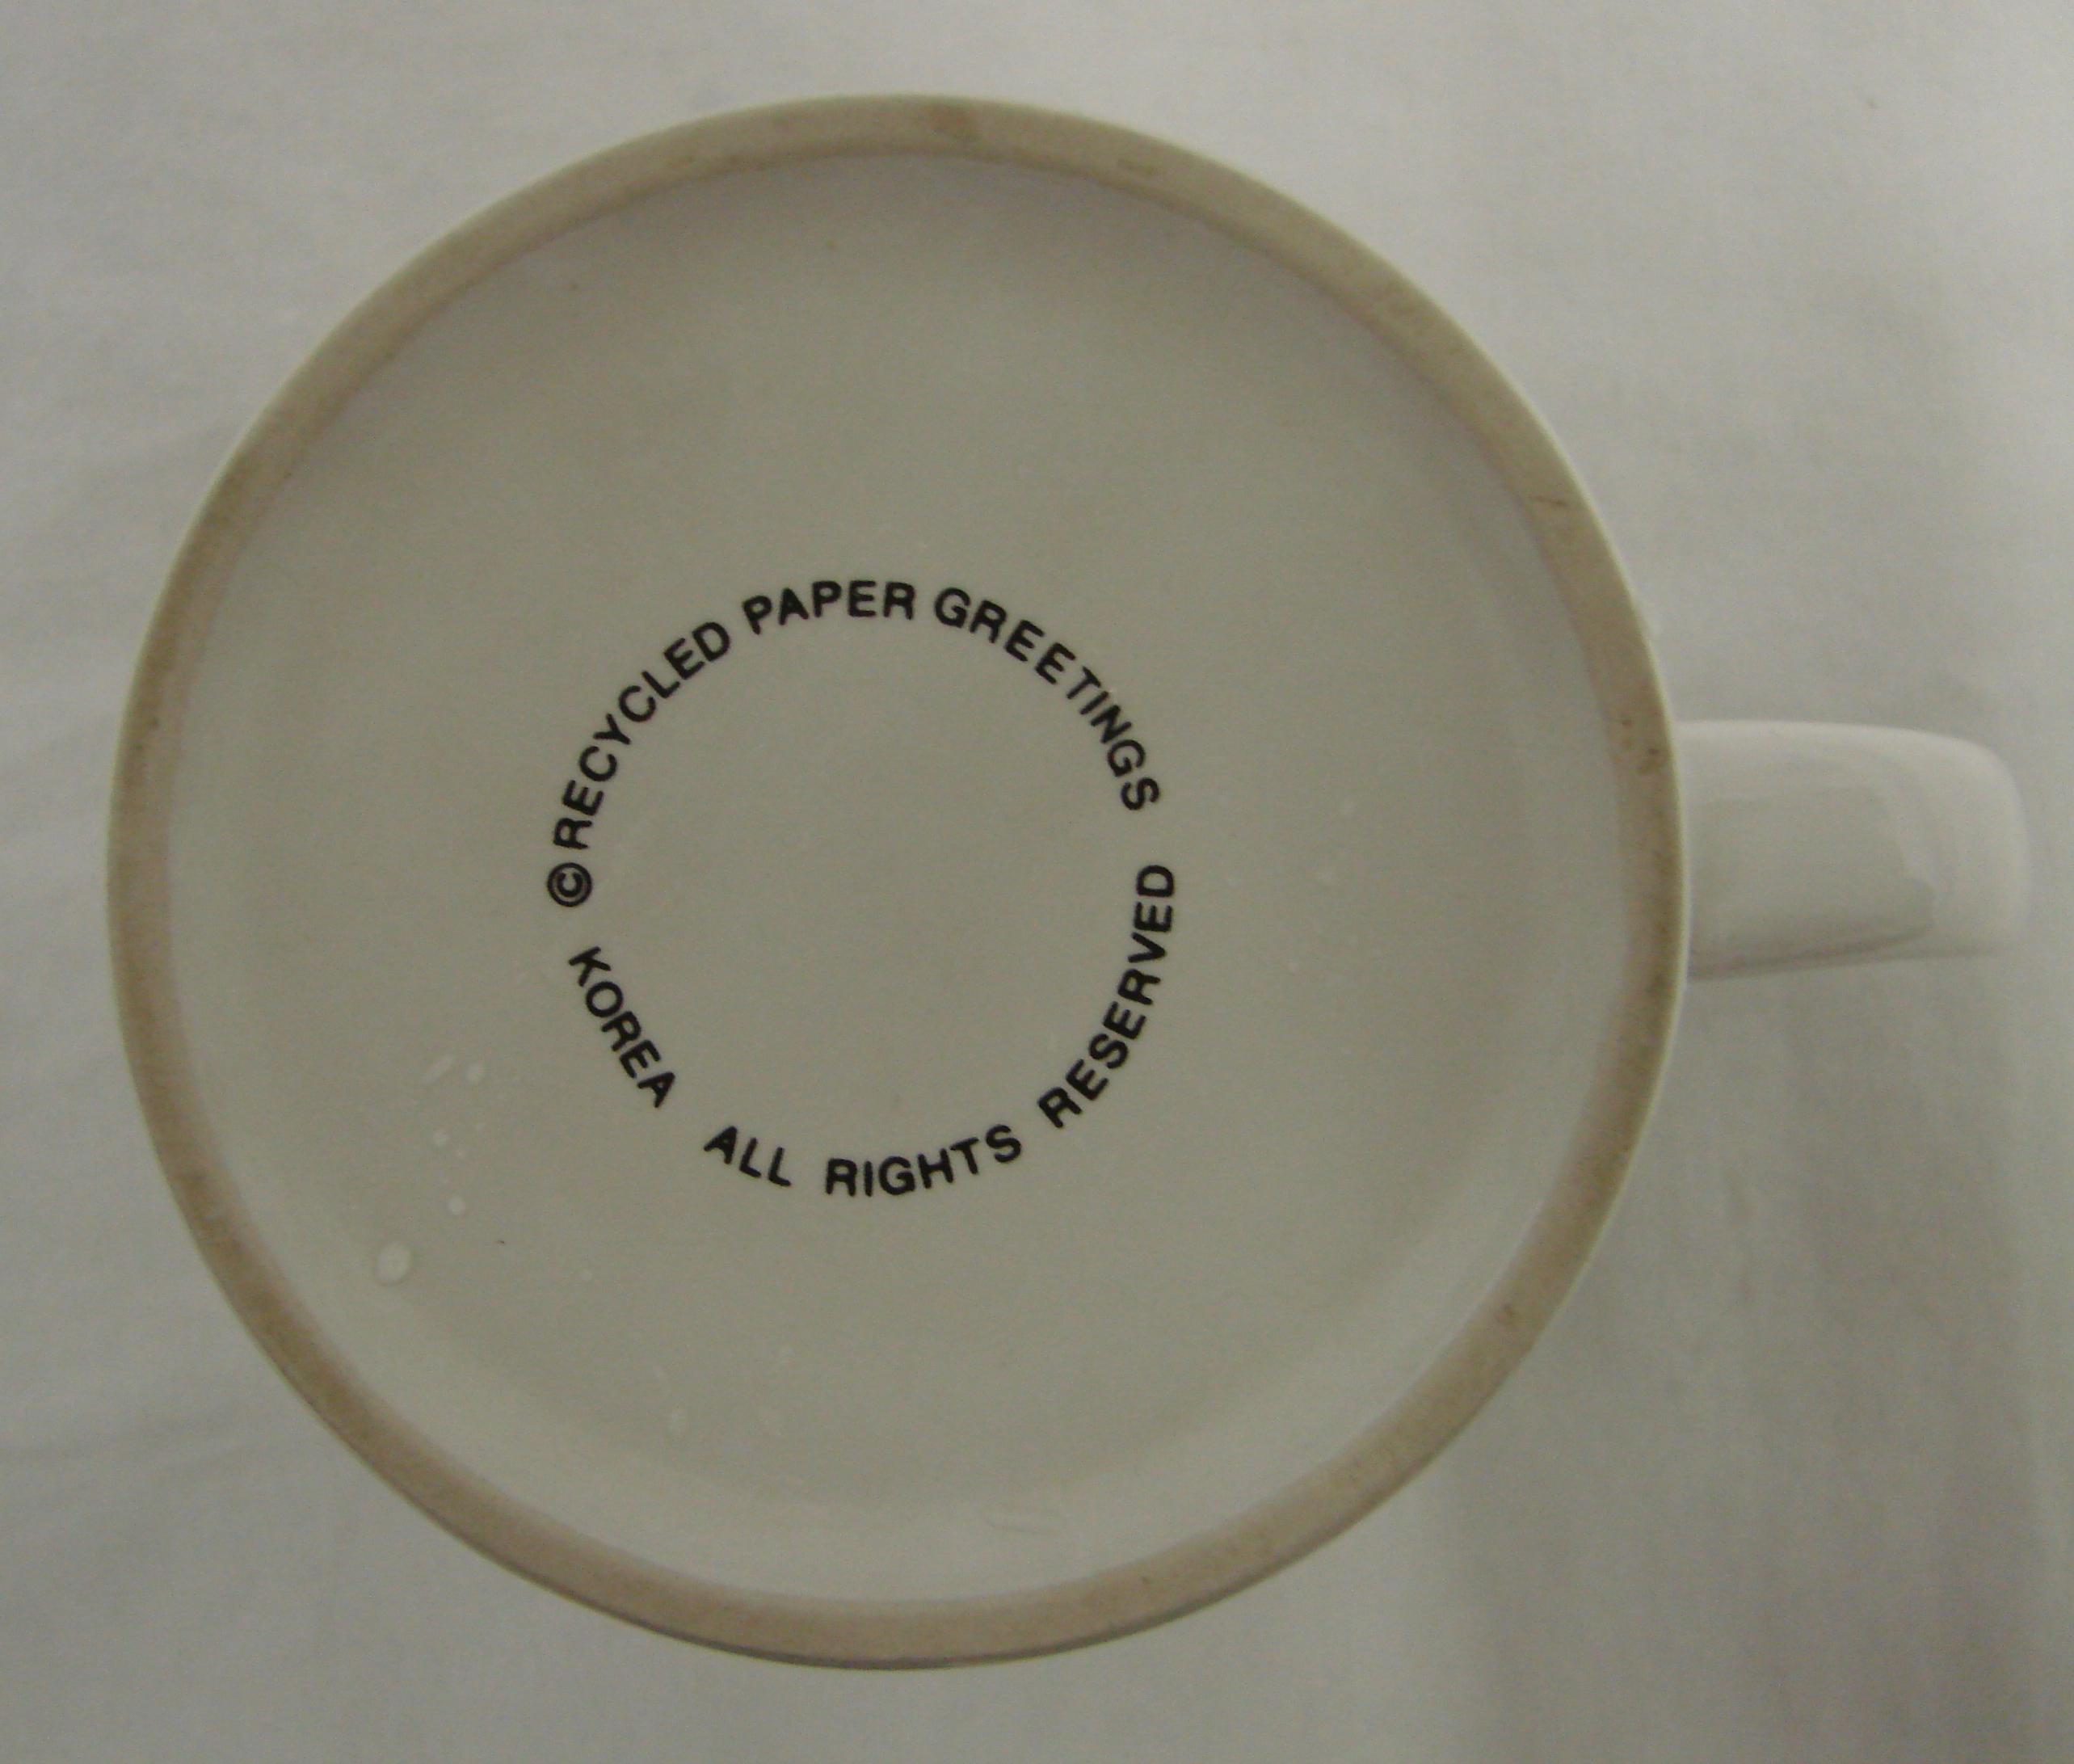 ©RECYCLED PAPER GREETINGS
KOREA ALL RIGHTS RESERVED